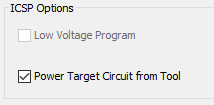 ICSP Options
Low Voltage Program
Power Target Circuit from Tool